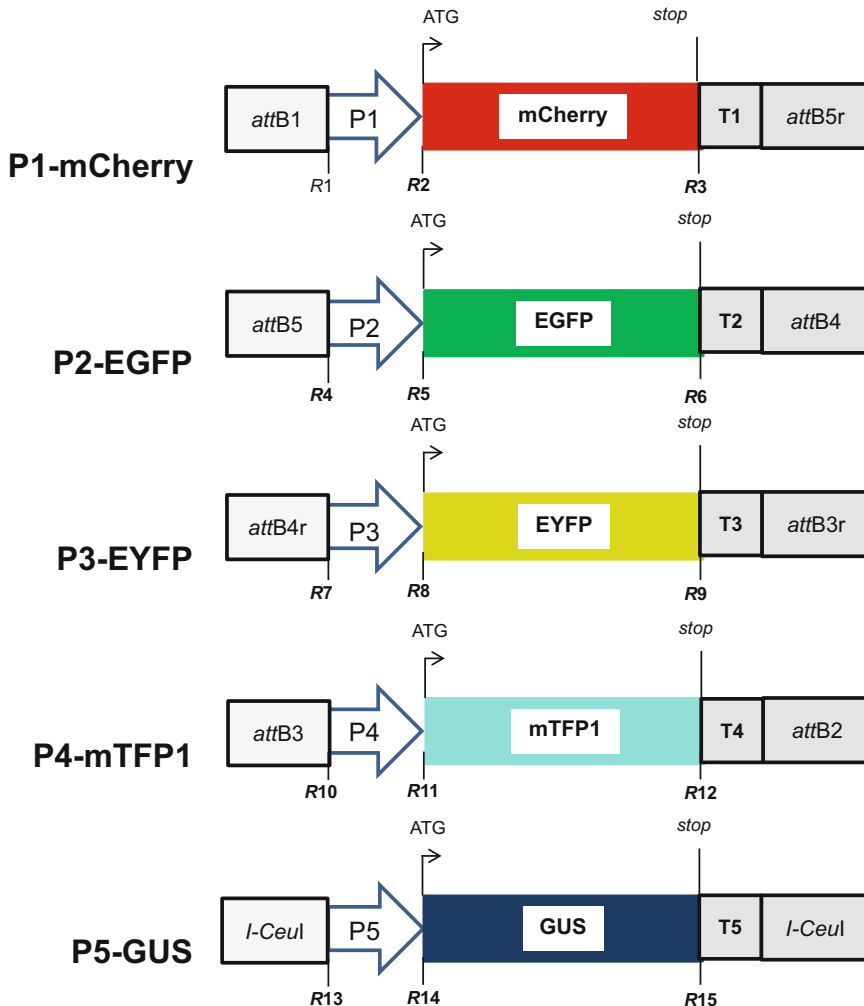 ATG stop
attB1 P1 mCherry T1 attB5r
P1-mCherry
R1 R2 R3
ATG stop
attB5 P2 EGFP T2 attB4
P2-EGFP
R4 R5 R6
ATG stop
attB4r P3 EYFP T3 attB3r
P3-EYFP
R7 R8 R9
ATG stop
attB3 P4 mTFP1 T4 attB2
P4-mTFP1
R10 R11 R12
ATG stop
I-CeuI P5 GUS T5 I-CeuI
P5-GUS
R13 R14 R15